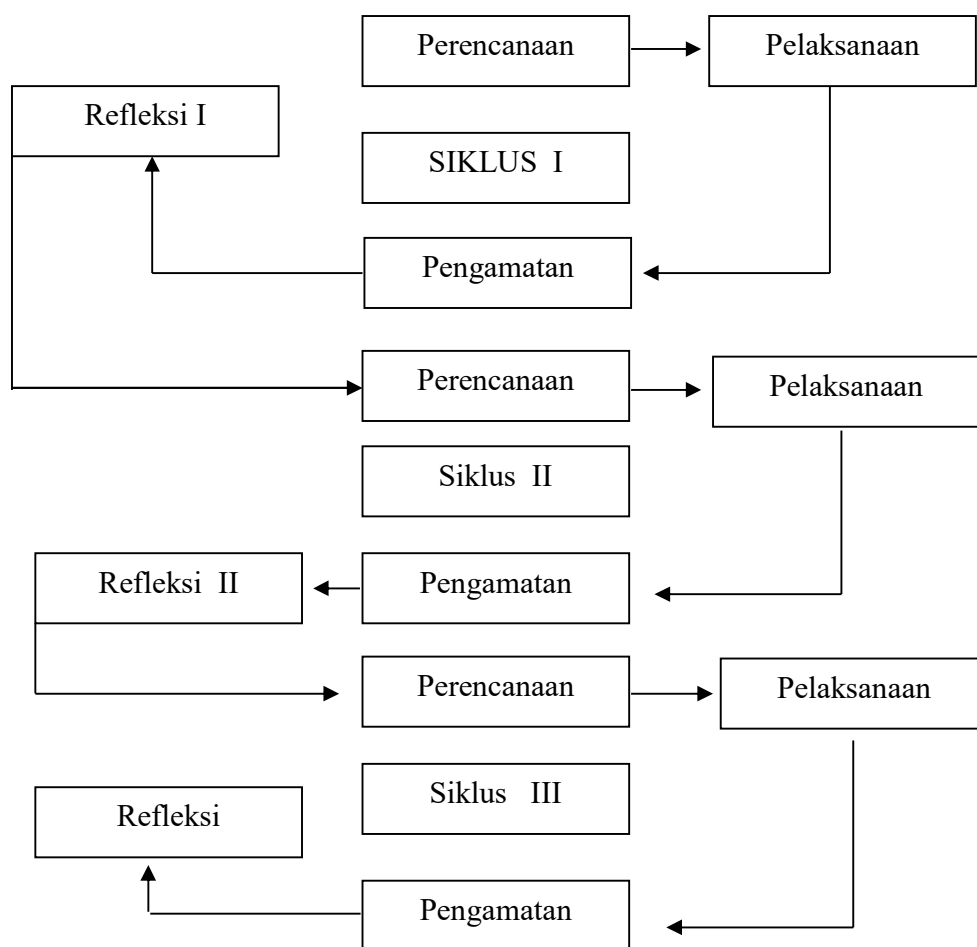 Perencanaan
Pelaksanaan
Refleksi I
SIKLUS I
Pengamatan
Perencanaan
Pelaksanaan
Siklus II
Refleksi II
Pengamatan
Perencanaan
Pelaksanaan
Siklus III
Refleksi
Pengamatan